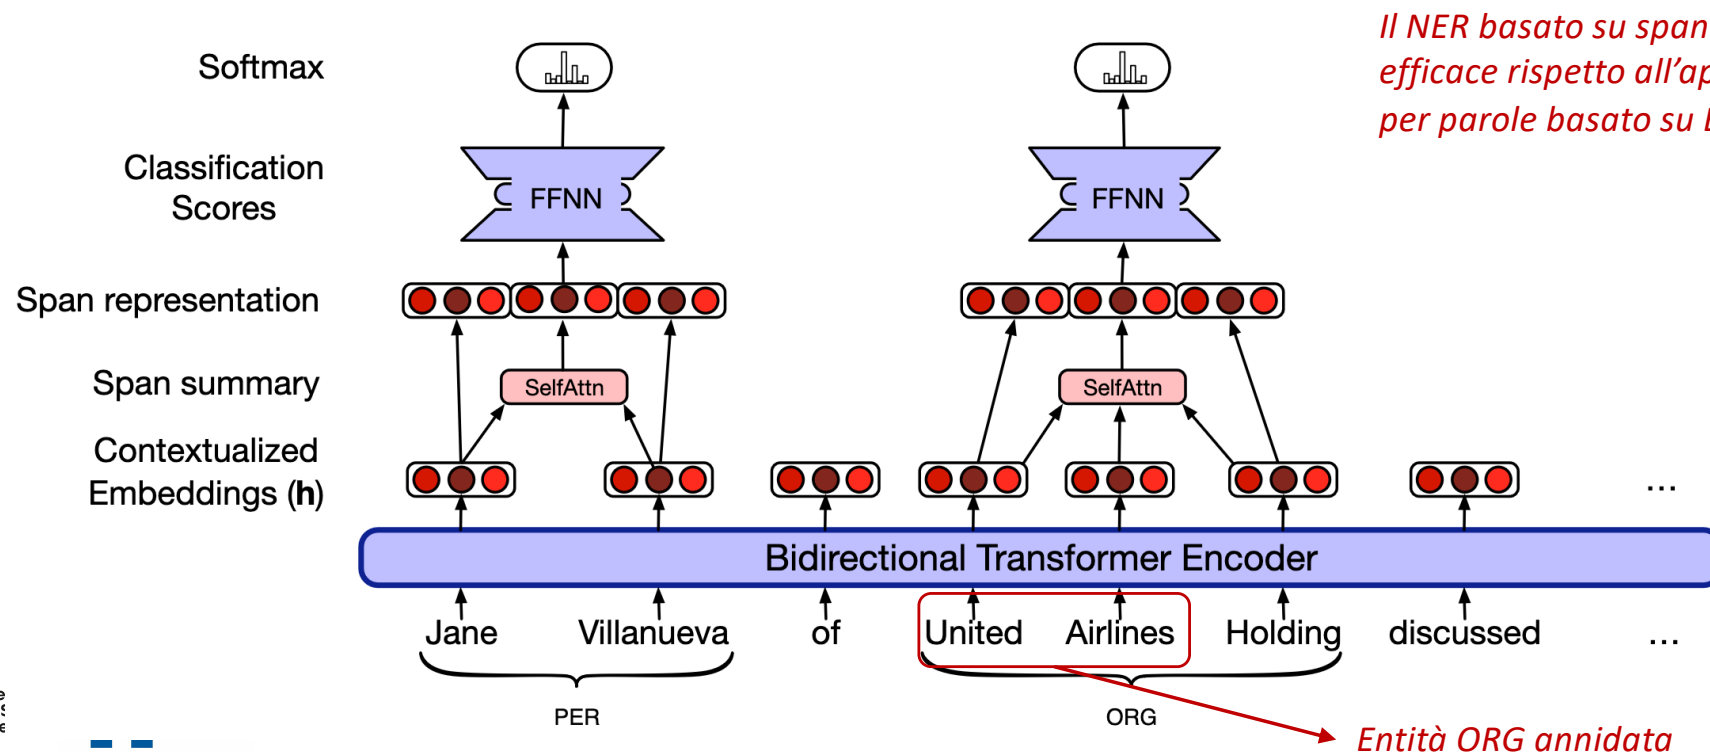 Il NER basato su span
efficace rispetto all'ap
per parole basato su
Softmax
Classification
Scores
FFNN
FFNN
Span representation
Span summary
SelfAttn
SelfAttn
Contextualized
Embeddings (h)
...
Bidirectional Transformer Encoder
Jane Villanueva of United Airlines Holding discussed ...
PER
ORG
Entità ORG annidata